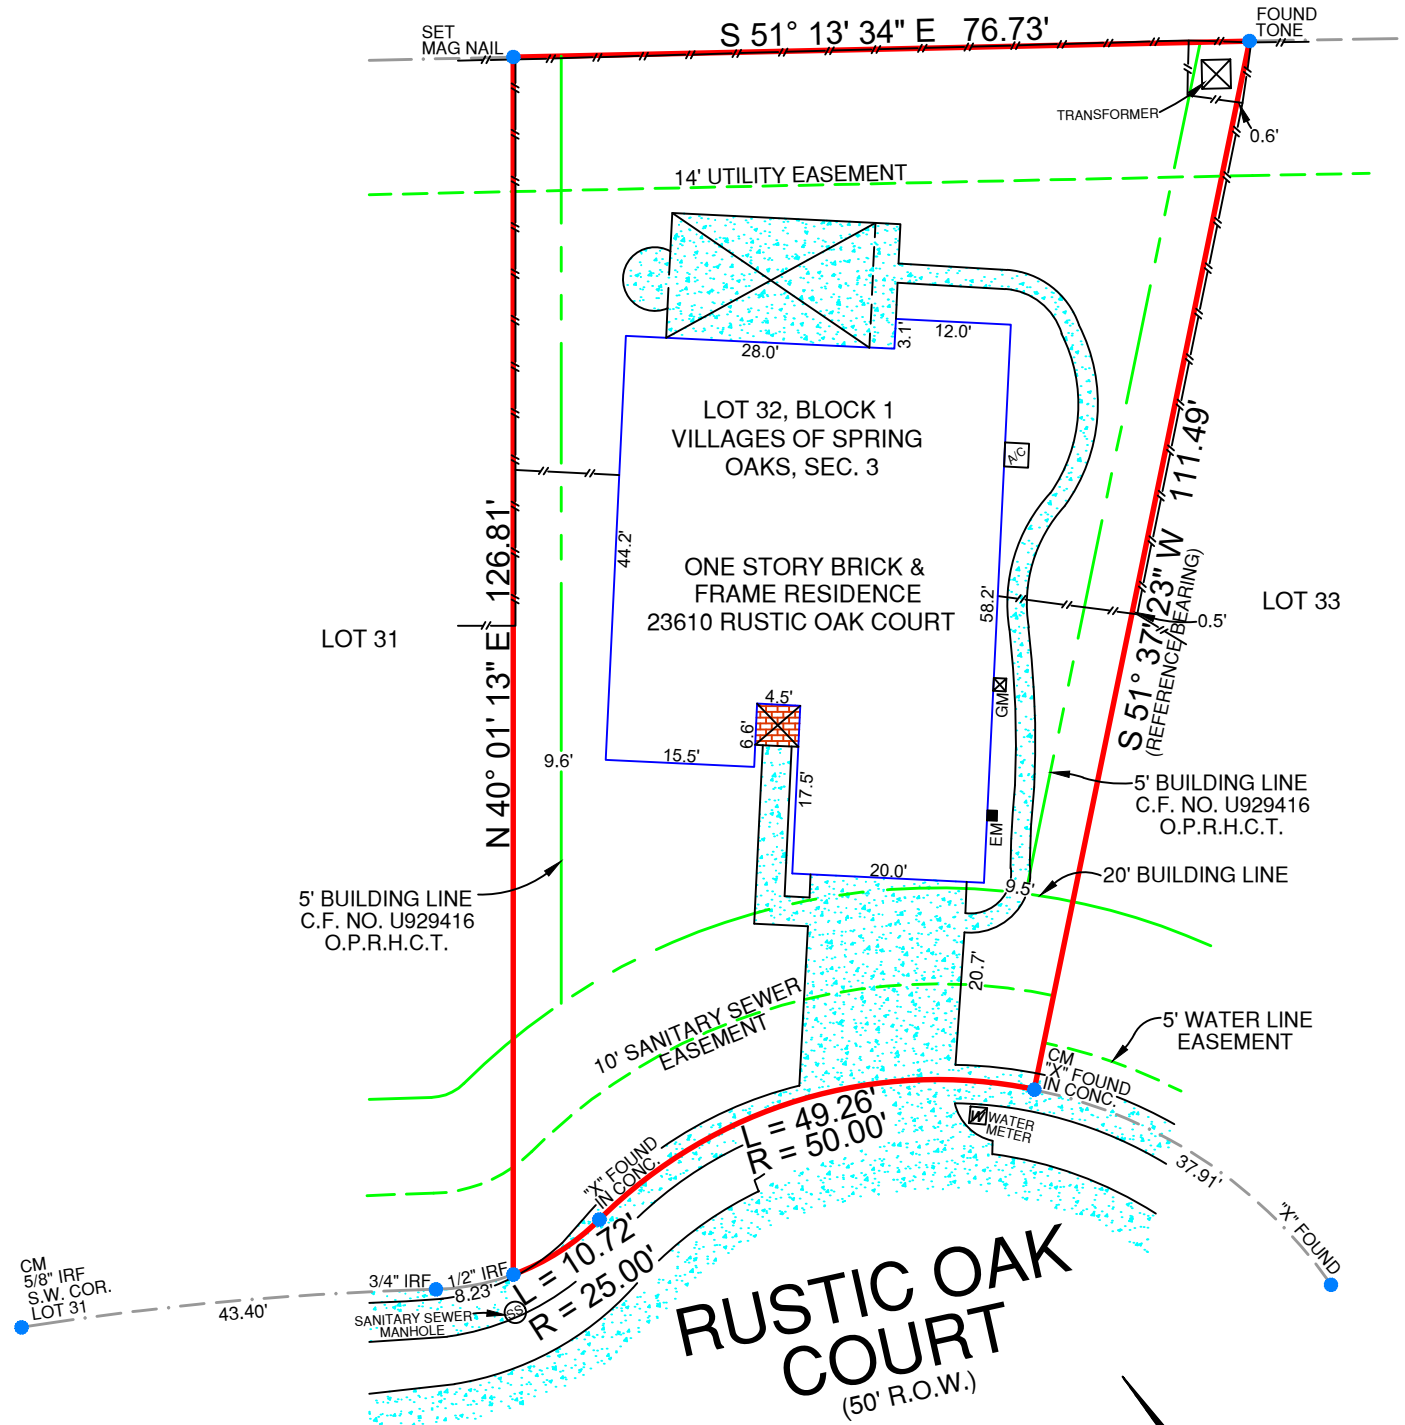 SET
MAG NAIL
S 51° 13' 34" E 76.73'
FOUND
TONE
TRANSFORMER
0.6'
14' UTILITY EASEMENT
28.0'
3.1'
12.0'
LOT 32, BLOCK 1
VILLAGES OF SPRING
OAKS, SEC. 3
A/C
S 51° 37' 23" W 111.49'
(REFERENCE BEARING)
N 40° 01' 13" E 126.81'
44.2'
ONE STORY BRICK &
FRAME RESIDENCE
23610 RUSTIC OAK COURT
58.2'
0.5'
LOT 33
LOT 31
4.5'
6.6'
15.5'
GM
9.6'
17.5'
EM
5' BUILDING LINE
C.F. NO. U929416
O.P.R.H.C.T.
20.0'
9.5'
20' BUILDING LINE
5' BUILDING LINE
C.F. NO. U929416
O.P.R.H.C.T.
20.7'
10' SANITARY SEWER
EASEMENT
5' WATER LINE
EASEMENT
CM
"X" FOUND
IN CONC.
L = 49.26'
R = 50.00'
W
WATER
METER
"X" FOUND
IN CONC.
37.91'
"X" FOUND
L = 10.72'
R = 25.00'
CM
5/8" IRF
S.W. COR.
LOT 31
43.40'
3/4" IRF
1/2" IRF
8.23'
SANITARY SEWER
MANHOLE
SS
RUSTIC OAK
COURT
(50' R.O.W.)